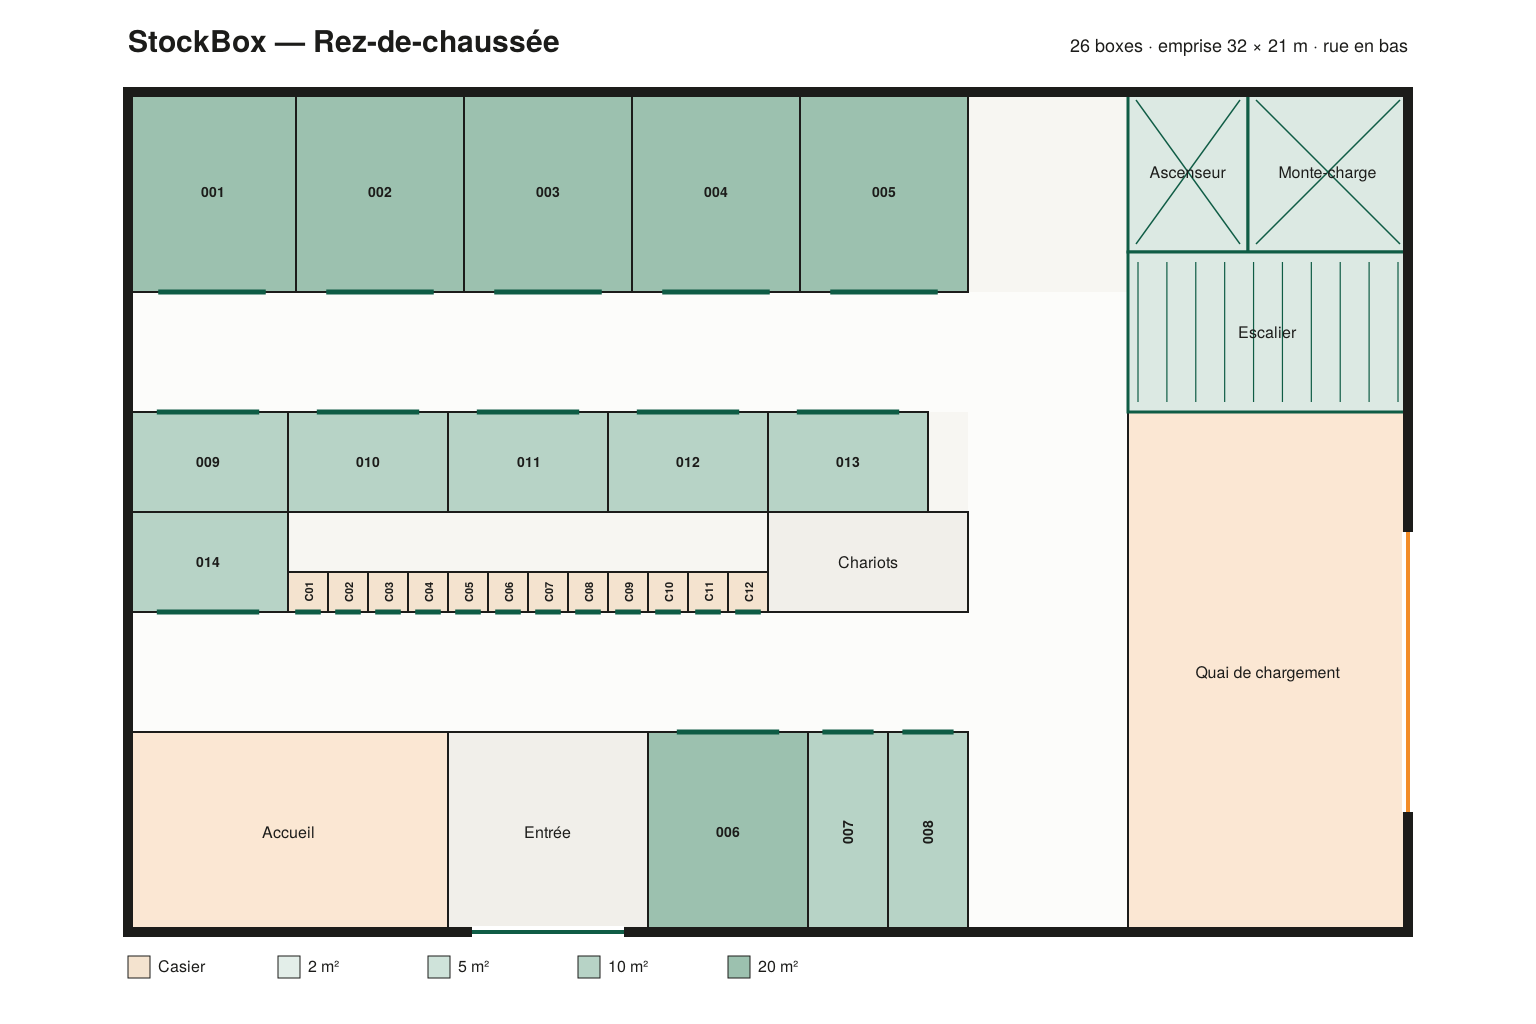 StockBox — Rez-de-chaussée
26 boxes · emprise 32 × 21 m · rue en bas
001
002
003
004
005
Ascenseur
Monte-charge
Escalier
009
010
011
012
013
014
Chariots
C01
C02
C03
C04
C05
C06
C07
C08
C09
C10
C11
C12
Quai de chargement
Accueil
Entrée
006
007
008
Casier
2 m²
5 m²
10 m²
20 m²